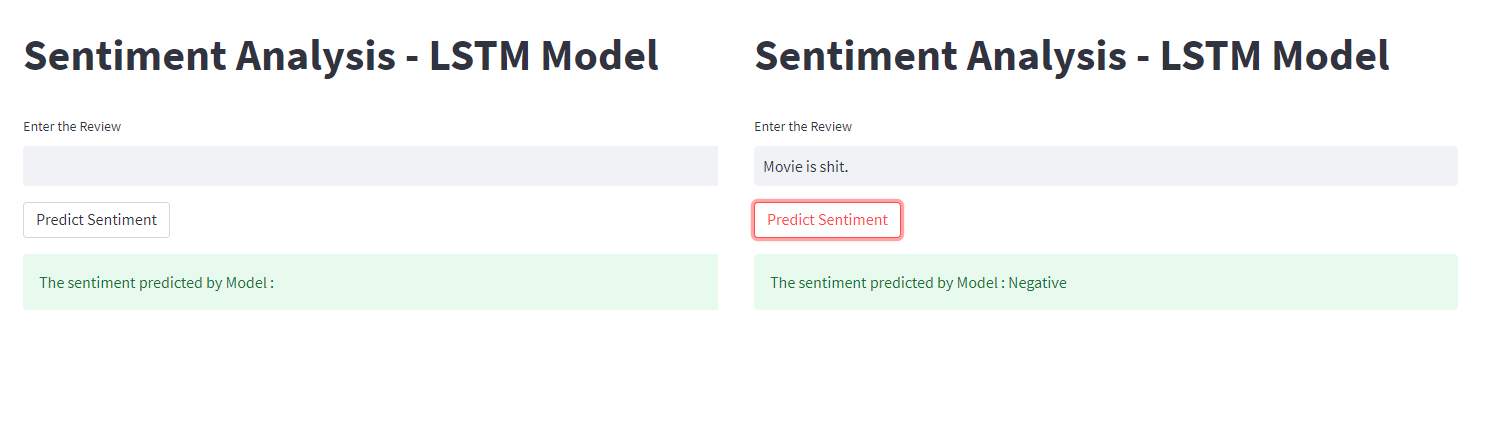 Sentiment Analysis - LSTM Model
Enter the Review
Predict Sentiment
The sentiment predicted by Model :
Sentiment Analysis - LSTM Model
Enter the Review
Movie is shit.
Predict Sentiment
The sentiment predicted by Model : Negative